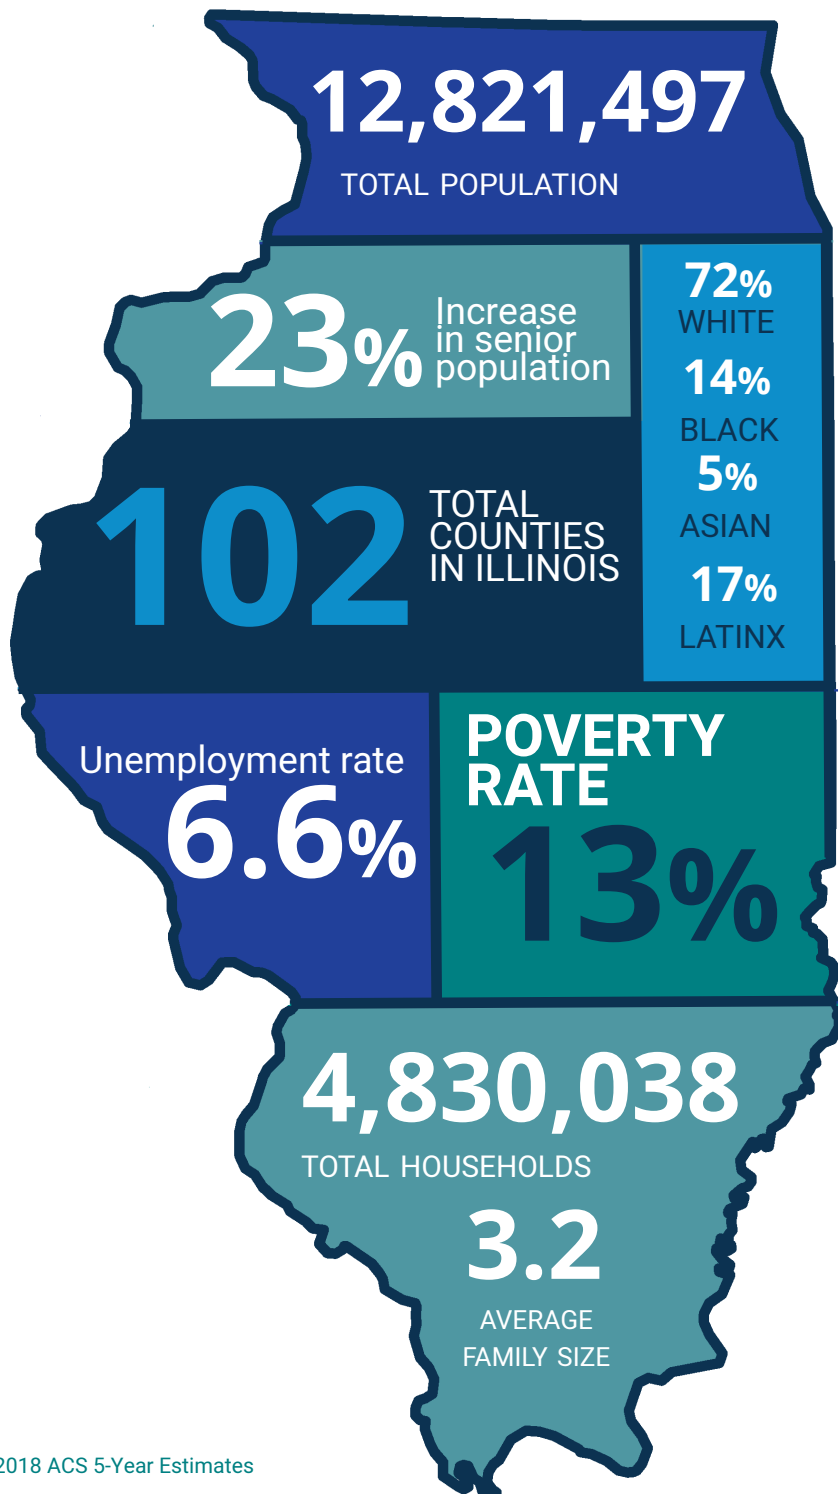 12,821,497
TOTAL POPULATION
23%
Increase
in senior
population
72%
WHITE
14%
BLACK
5%
ASIAN
17%
LATINX
102
TOTAL
COUNTIES
IN ILLINOIS
Unemployment rate
6.6%
POVERTY
RATE
13%
4,830,038
TOTAL HOUSEHOLDS
3.2
AVERAGE
FAMILY SIZE
2018 ACS 5-Year Estimates